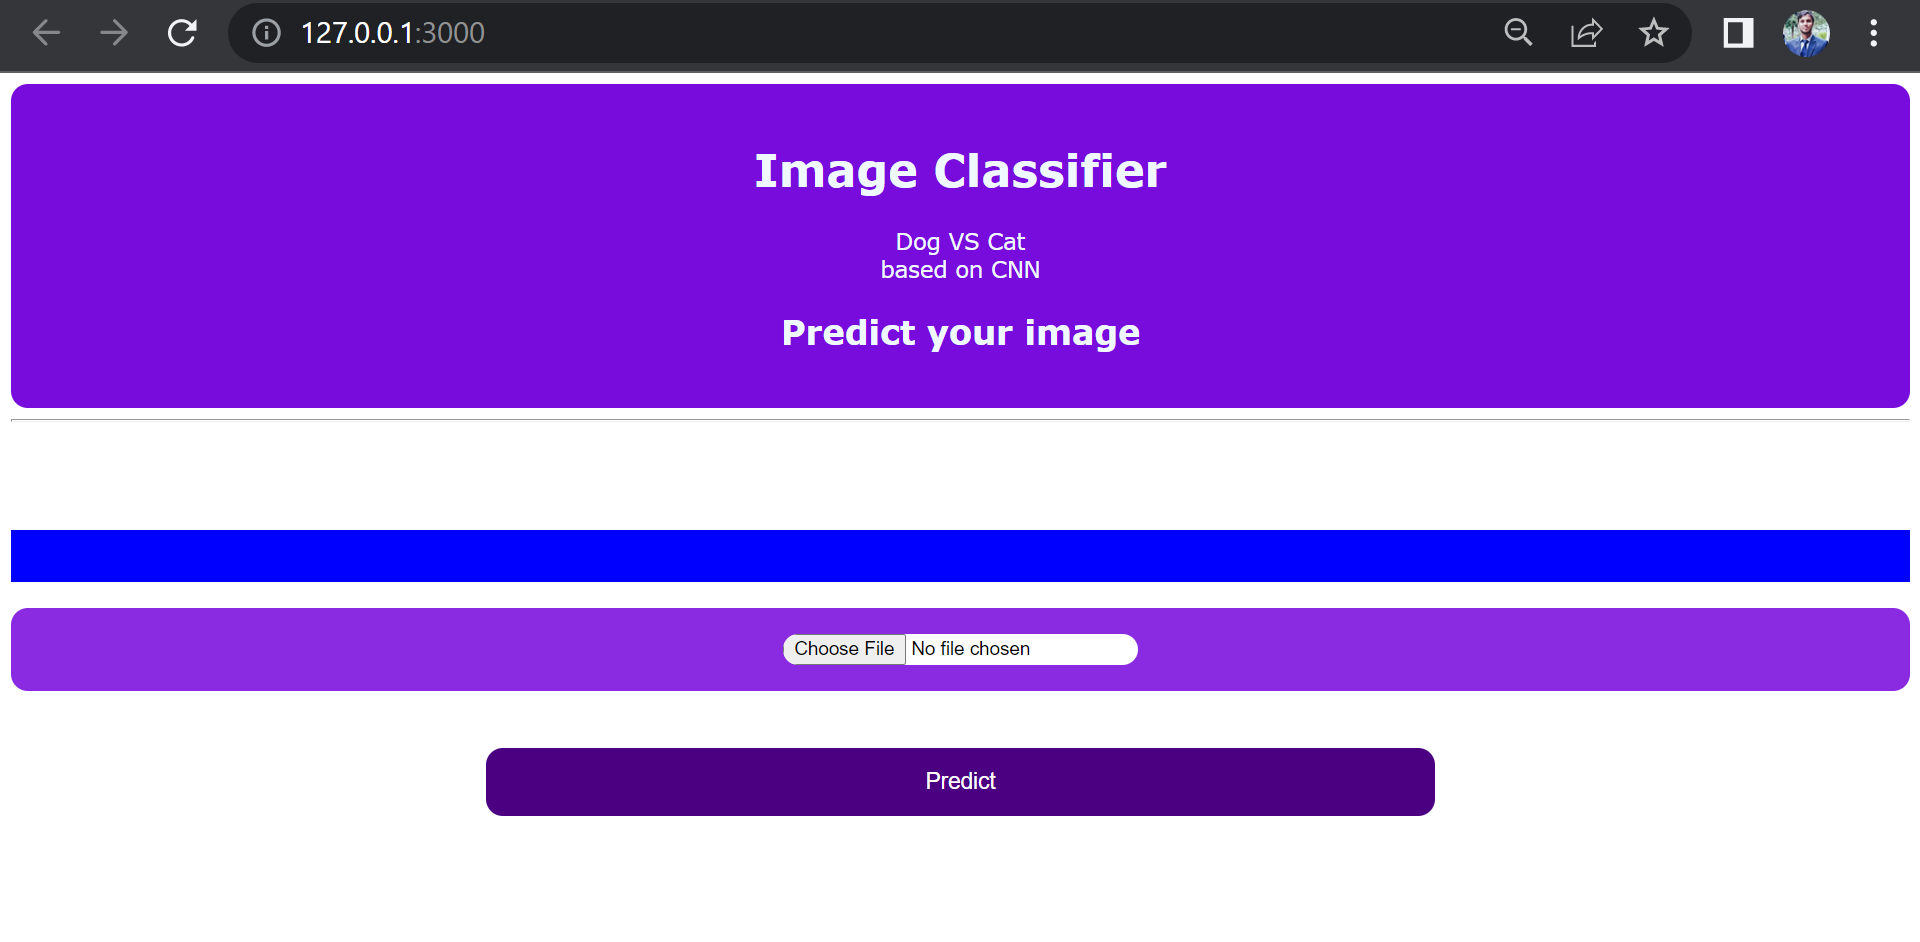 127.0.0.1:3000
Image Classifier
Dog VS Cat
based on CNN
Predict your image
Choose File No file chosen
Predict